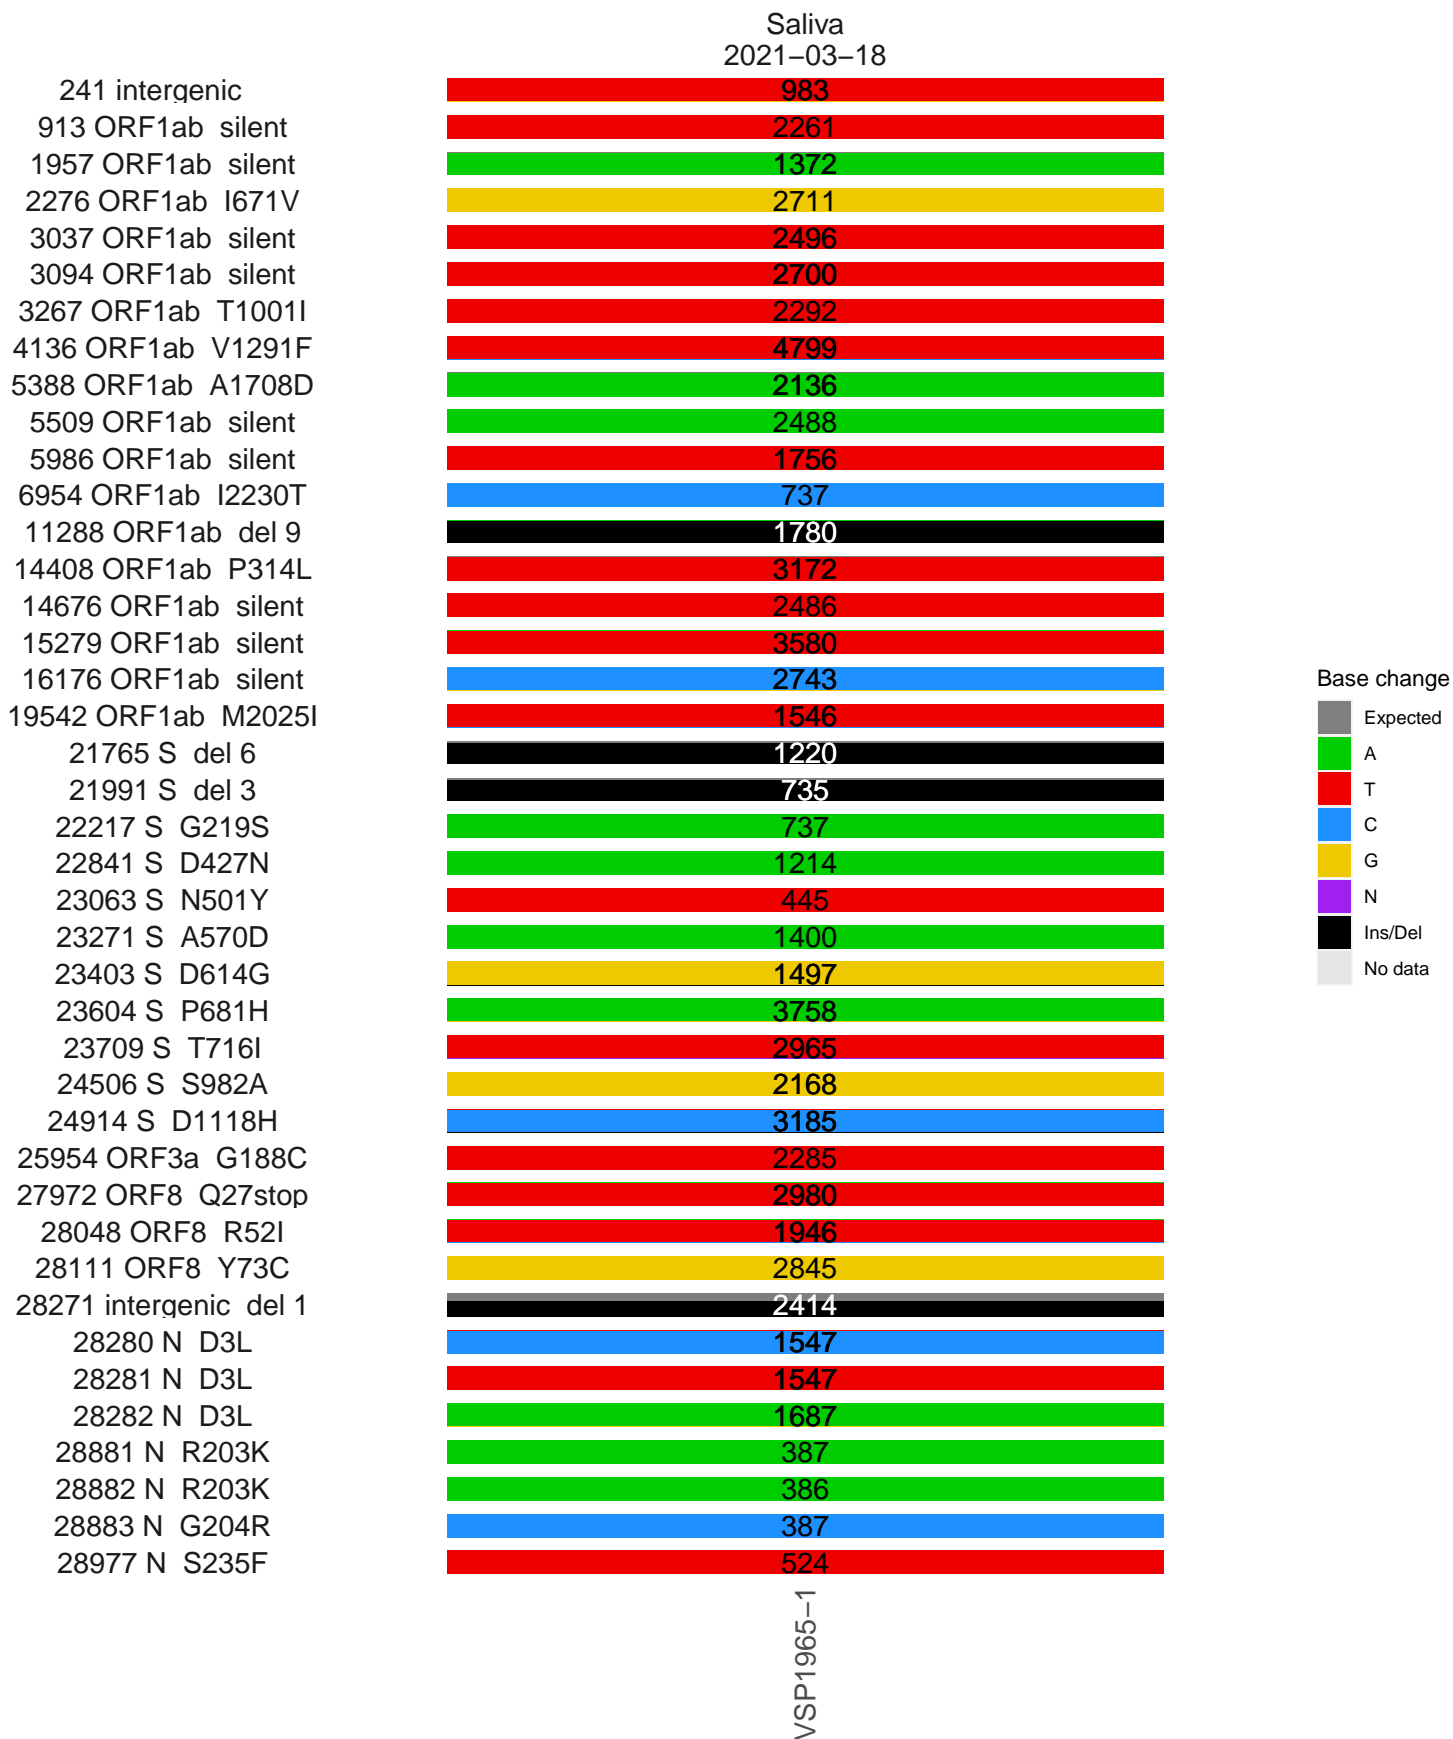 Saliva
2021−03−18
241 intergenic 983
913 ORF1ab silent 2261
1957 ORF1ab silent 1372
2276 ORF1ab I671V 2711
3037 ORF1ab silent 2496
3094 ORF1ab silent 2700
3267 ORF1ab T1001I 2292
4136 ORF1ab V1291F 4799
5388 ORF1ab A1708D 2136
5509 ORF1ab silent 2488
5986 ORF1ab silent 1756
6954 ORF1ab I2230T 737
11288 ORF1ab del 9 1780
14408 ORF1ab P314L 3172
14676 ORF1ab silent 2486
15279 ORF1ab silent 3580
16176 ORF1ab silent 2743
19542 ORF1ab M2025I 1546
21765 S del 6 1220
21991 S del 3 735
22217 S G219S 737
22841 S D427N 1214
23063 S N501Y 445
23271 S A570D 1400
23403 S D614G 1497
23604 S P681H 3758
23709 S T716I 2965
24506 S S982A 2168
24914 S D1118H 3185
25954 ORF3a G188C 2285
27972 ORF8 Q27stop 2980
28048 ORF8 R52I 1946
28111 ORF8 Y73C 2845
28271 intergenic del 1 2414
28280 N D3L 1547
28281 N D3L 1547
28282 N D3L 1687
28881 N R203K 387
28882 N R203K 386
28883 N G204R 387
28977 N S235F 524
VSP1965−1
Base change
Expected
A
T
C
G
N
Ins/Del
No data